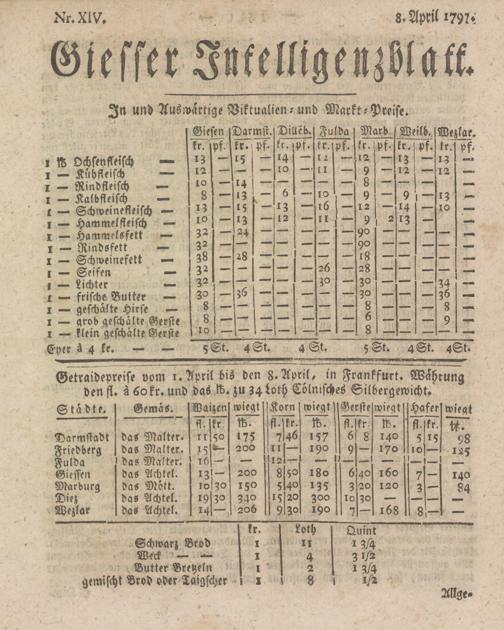 Nr. XIV. 8. April 1797.
Giesser Intelligenzblatt.
In und Auswärtige Viktualien- und Markt-Preise.
Giesen Darmst. Fulda Marb. Weilb. Wezlar.
kr. pf. kr. pf. kr. pf. kr. pf. kr. pf. kr. pf. kr. pf.
1 ℔ Ochsenfleisch — 13 — 15 — 14 — 12 — 13 — 13 —
1 — Kühfleisch — 12 — — — 10 — 11 — 9 — 12 — 12 —
1 — Rindfleisch — 10 — 14 — — — — — 8 — — — — —
1 — Kalbfleisch — 8 — 13 — 6 — 10 — 9 — 9 — 13 —
1 — Schweinefleisch — 13 — 15 — 13 — 16 — 12 — 14 — 10 —
1 — Hammelfleisch — 10 — 13 — 12 — 11 — 9 2 13 — — —
1 — Hammelsfett — 32 — 24 — — — — — 90 — — — — —
1 — Rindsfett — 32 — — — — — — — 90 — — — — —
1 — Schweinefett — 38 — 28 — — — — — 18 — — — — —
1 — Seifen — 32 — — — — — 26 — 28 — — — — —
1 — Lichter — 32 — — — — — 30 — 30 — — — 34 —
1 — frische Butter — 30 — 36 — — — — — 30 — — — 36 —
1 — geschälte Hirse — 8 — — — — — — — 8 — — — 9 —
1 — grob geschälte Gerste 8 — — — — — — — 6 — — — 9 —
1 — klein geschälte Gerste 10 — — — — — — — 8 — — — — —
Eyer à 4 kr. — — 5 St. 4 St. 4 St. 5 St. 4 St. 4St.
Getraidepreise vom 1. April bis den 8. April, in Frankfurt. Währung
den fl. à 60 kr. und das ℔. zu 34 Loth Cölnisches Silbergewicht.
Städte. Gemäs. Waizen wiegt Korn wiegt Gerste wiegt Hafer wiegt
fl. kr. ℔. fl. kr. ℔. fl. kr. ℔. fl. kr. ℔.
Darmstadt das Malter. 11 50 175 7 46 157 6 8 140 5 15 98
Friedberg das Malter. 15 — 200 11 — 190 9 — 170 10 — 125
Fulda das Malter. 16 — — 12 — — — — — — — —
Giessen das Achtel. 13 — 200 8 50 180 6 40 160 7 — 140
Marburg das Mött. 10 30 150 5 40 135 3 20 120 3 — 84
Diez das Achtel. 19 30 340 15 20 300 10 30 — — — —
Wezlar das Achtel. 14 — 206 9 30 190 7 — 168 8 — —
kr. Loth Quint
Schwarz Brod 1 11 1 3/4
Weck — — 1 4 3 1/2
Butter Bretzeln 1 2 1 3/4
gemischt Brod oder Taigscher 1 8 1/2
Allge-